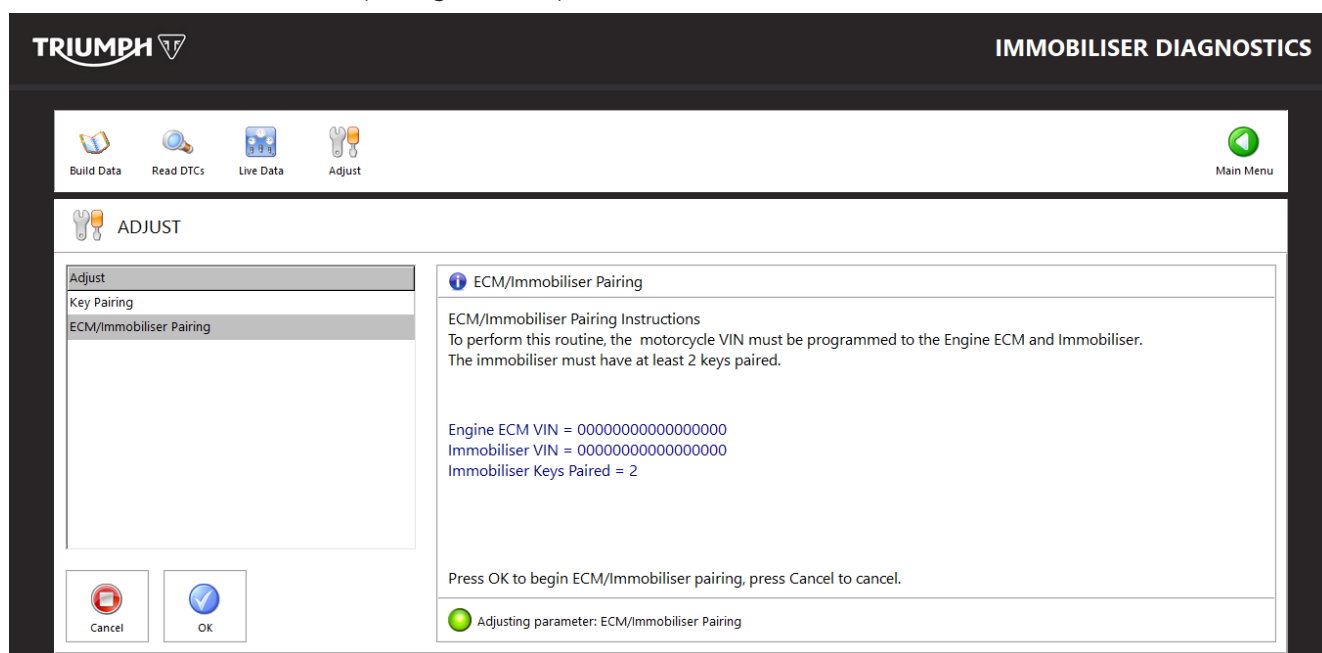 TRIUMPH
IMMOBILISER DIAGNOSTICS
Build Data
Read DTCs
Live Data
Adjust
Main Menu
ADJUST
Adjust
Key Pairing
ECM/Immobiliser Pairing
ECM/Immobiliser Pairing
ECM/Immobiliser Pairing Instructions
To perform this routine, the motorcycle VIN must be programmed to the Engine ECM and Immobiliser.
The immobiliser must have at least 2 keys paired.
Engine ECM VIN = 00000000000000000
Immobiliser VIN = 00000000000000000
Immobiliser Keys Paired = 2
Press OK to begin ECM/Immobiliser pairing, press Cancel to cancel.
Cancel
OK
Adjusting parameter: ECM/Immobiliser Pairing